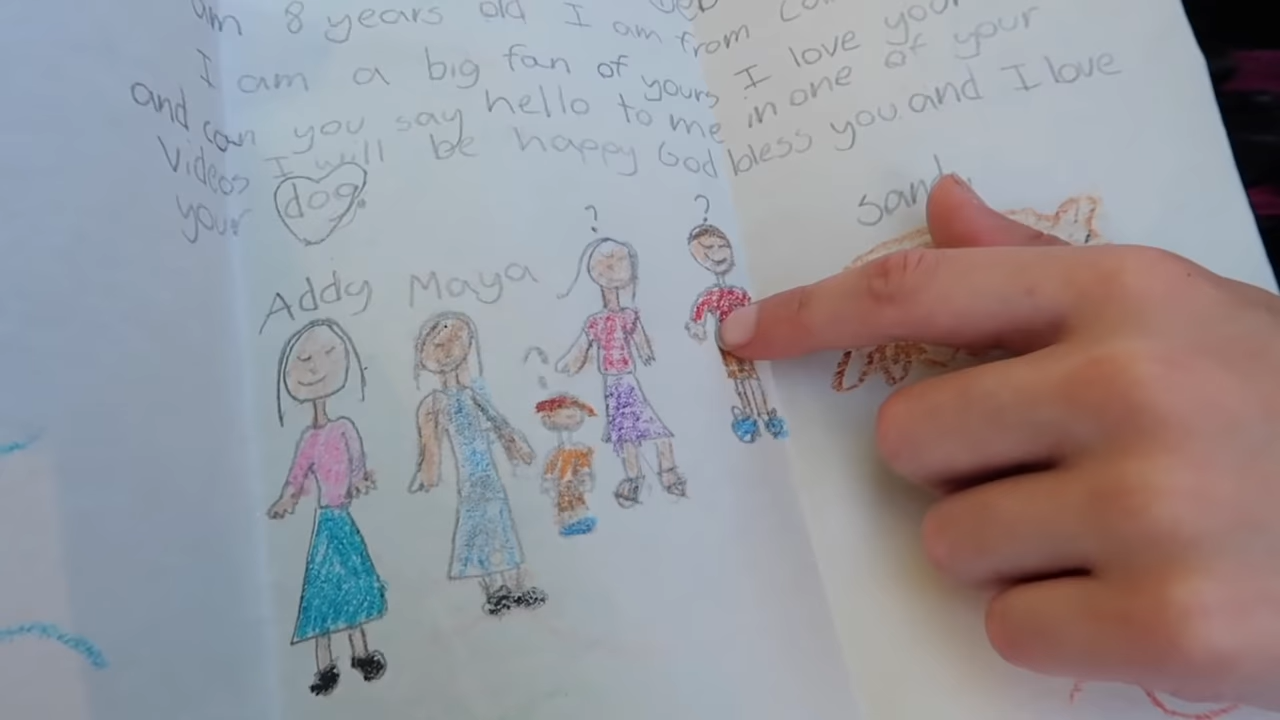 am 8 years old I am from
I am a big fan of yours I love your
and can you say hello to me in one of your
Videos I will be happy God bless you and I love
your dog.
Addy Maya ? ?
?